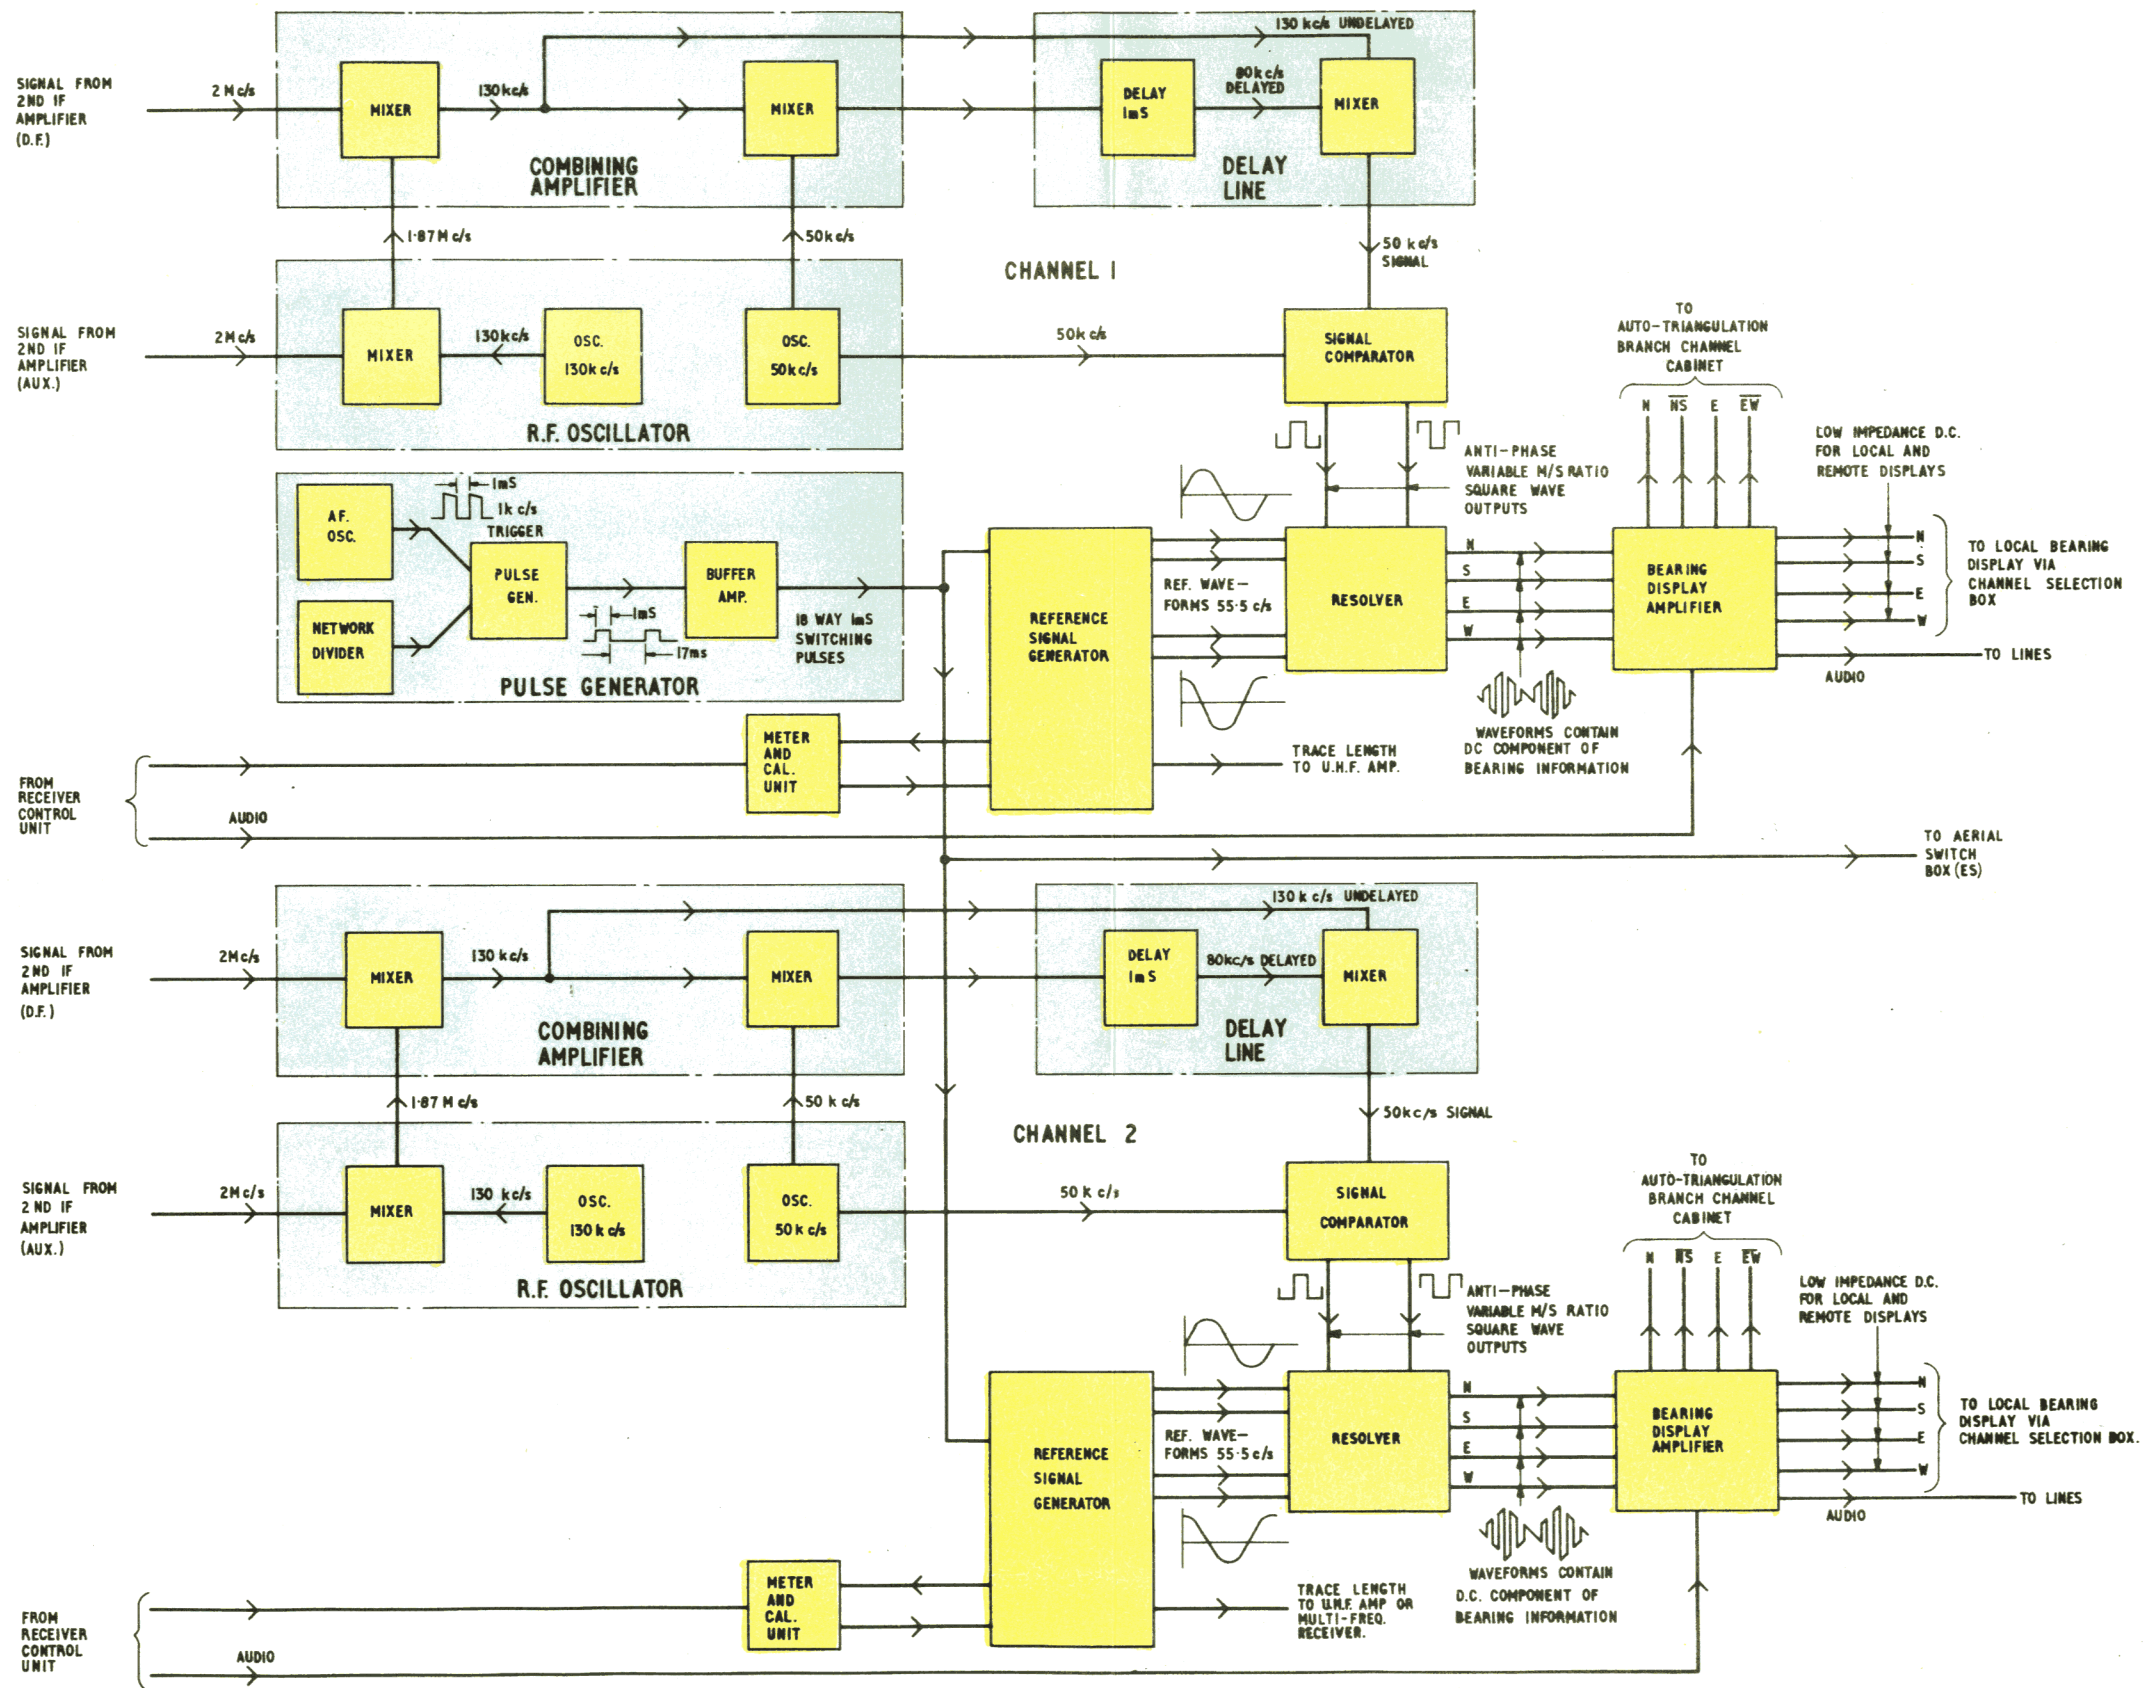 SIGNAL FROM
2ND IF
AMPLIFIER
(D.F.)
2 Mc/s
MIXER
130kc/s
MIXER
COMBINING
AMPLIFIER
130 kc/s UNDELAYED
DELAY
1mS
80kc/s
DELAYED
MIXER
DELAY
LINE
1·87 Mc/s
50kc/s
50 kc/s
SIGNAL
CHANNEL 1
SIGNAL FROM
2ND IF
AMPLIFIER
(AUX.)
2Mc/s
MIXER
130kc/s
OSC.
130kc/s
OSC.
50kc/s
R.F. OSCILLATOR
50kc/s
SIGNAL
COMPARATOR
TO
AUTO-TRIANGULATION
BRANCH CHANNEL
CABINET
N N̅S̅ E E̅W̅
ANTI-PHASE
VARIABLE M/S RATIO
SQUARE WAVE
OUTPUTS
LOW IMPEDANCE D.C.
FOR LOCAL AND
REMOTE DISPLAYS
A.F.
OSC.
1mS
1k c/s
TRIGGER
NETWORK
DIVIDER
PULSE
GEN.
1mS
17ms
BUFFER
AMP.
18 WAY 1mS
SWITCHING
PULSES
PULSE GENERATOR
REFERENCE
SIGNAL
GENERATOR
REF. WAVE-
FORMS 55·5 c/s
RESOLVER
N
S
E
W
BEARING
DISPLAY
AMPLIFIER
N
S
E
W
TO LOCAL BEARING
DISPLAY VIA
CHANNEL SELECTION
BOX
TO LINES
AUDIO
WAVEFORMS CONTAIN
DC COMPONENT OF
BEARING INFORMATION
METER
AND
CAL.
UNIT
TRACE LENGTH
TO U.H.F. AMP.
FROM
RECEIVER
CONTROL
UNIT
AUDIO
TO AERIAL
SWITCH
BOX (ES)
SIGNAL FROM
2ND IF
AMPLIFIER
(D.F.)
2Mc/s
MIXER
130 kc/s
MIXER
COMBINING
AMPLIFIER
130 k c/s UNDELAYED
DELAY
1mS
80kc/s DELAYED
MIXER
DELAY
LINE
1·87 Mc/s
50 k c/s
50kc/s SIGNAL
CHANNEL 2
SIGNAL FROM
2ND IF
AMPLIFIER
(AUX.)
2Mc/s
MIXER
130 kc/s
OSC.
130k c/s
OSC.
50k c/s
R.F. OSCILLATOR
50K c/s
SIGNAL
COMPARATOR
TO
AUTO-TRIANGULATION
BRANCH CHANNEL
CABINET
N N̅S̅ E E̅W̅
ANTI-PHASE
VARIABLE M/S RATIO
SQUARE WAVE
OUTPUTS
LOW IMPEDANCE D.C.
FOR LOCAL AND
REMOTE DISPLAYS
REFERENCE
SIGNAL
GENERATOR
REF. WAVE-
FORMS 55·5 c/s
RESOLVER
N
S
E
W
BEARING
DISPLAY
AMPLIFIER
N
S
E
W
TO LOCAL BEARING
DISPLAY VIA
CHANNEL SELECTION BOX.
TO LINES
AUDIO
WAVEFORMS CONTAIN
D.C. COMPONENT OF
BEARING INFORMATION
METER
AND
CAL.
UNIT
TRACE LENGTH
TO U.H.F. AMP OR
MULTI-FREQ.
RECEIVER.
FROM
RECEIVER
CONTROL
UNIT
AUDIO